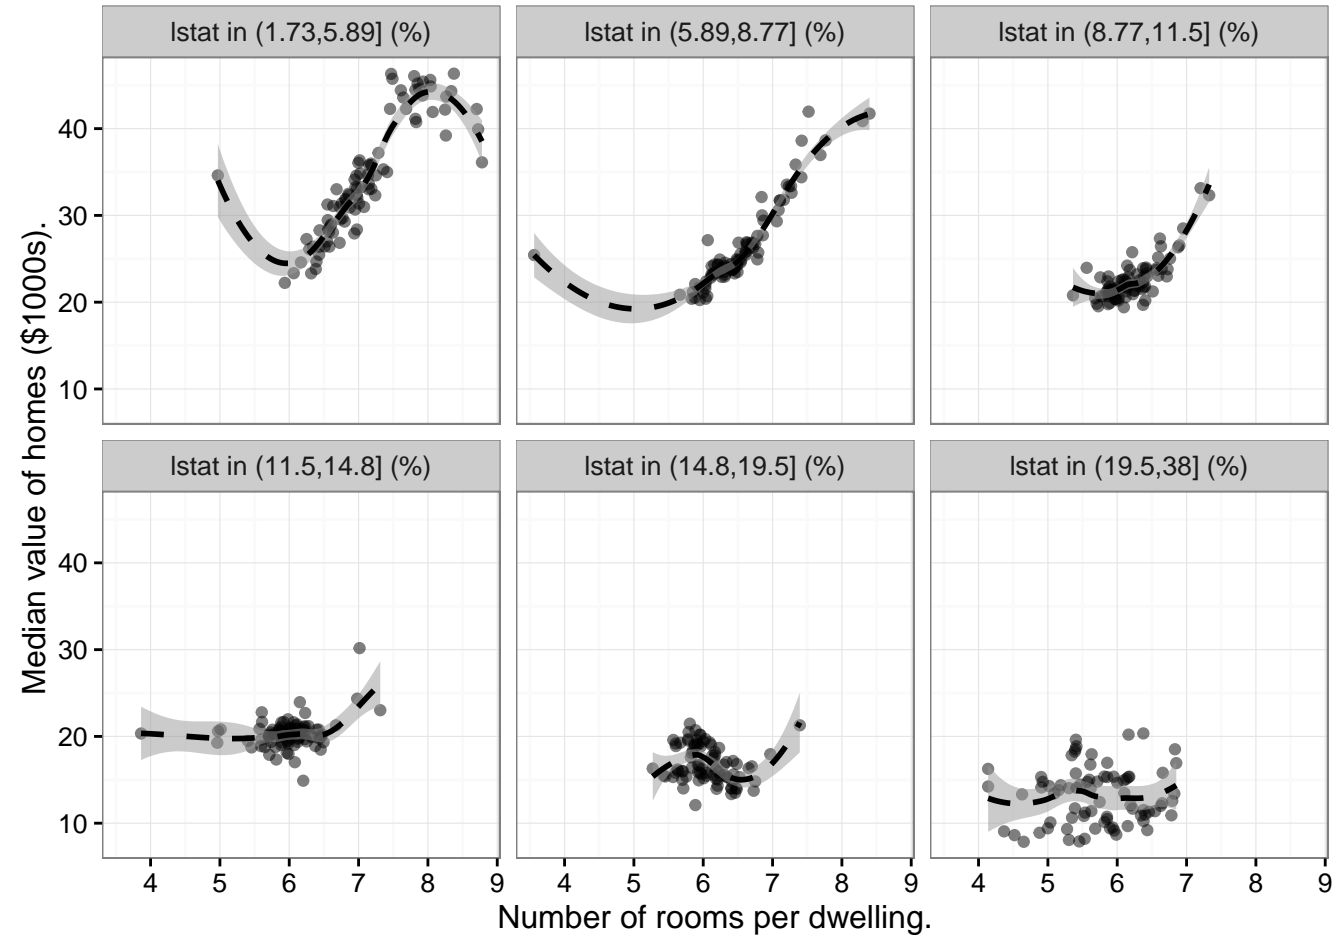 lstat in (1.73,5.89] (%)
lstat in (5.89,8.77] (%)
lstat in (8.77,11.5] (%)
40
30
20
10
lstat in (11.5,14.8] (%)
lstat in (14.8,19.5] (%)
lstat in (19.5,38] (%)
40
30
20
10
4 5 6 7 8 9
4 5 6 7 8 9
4 5 6 7 8 9
Number of rooms per dwelling.
Median value of homes ($1000s).